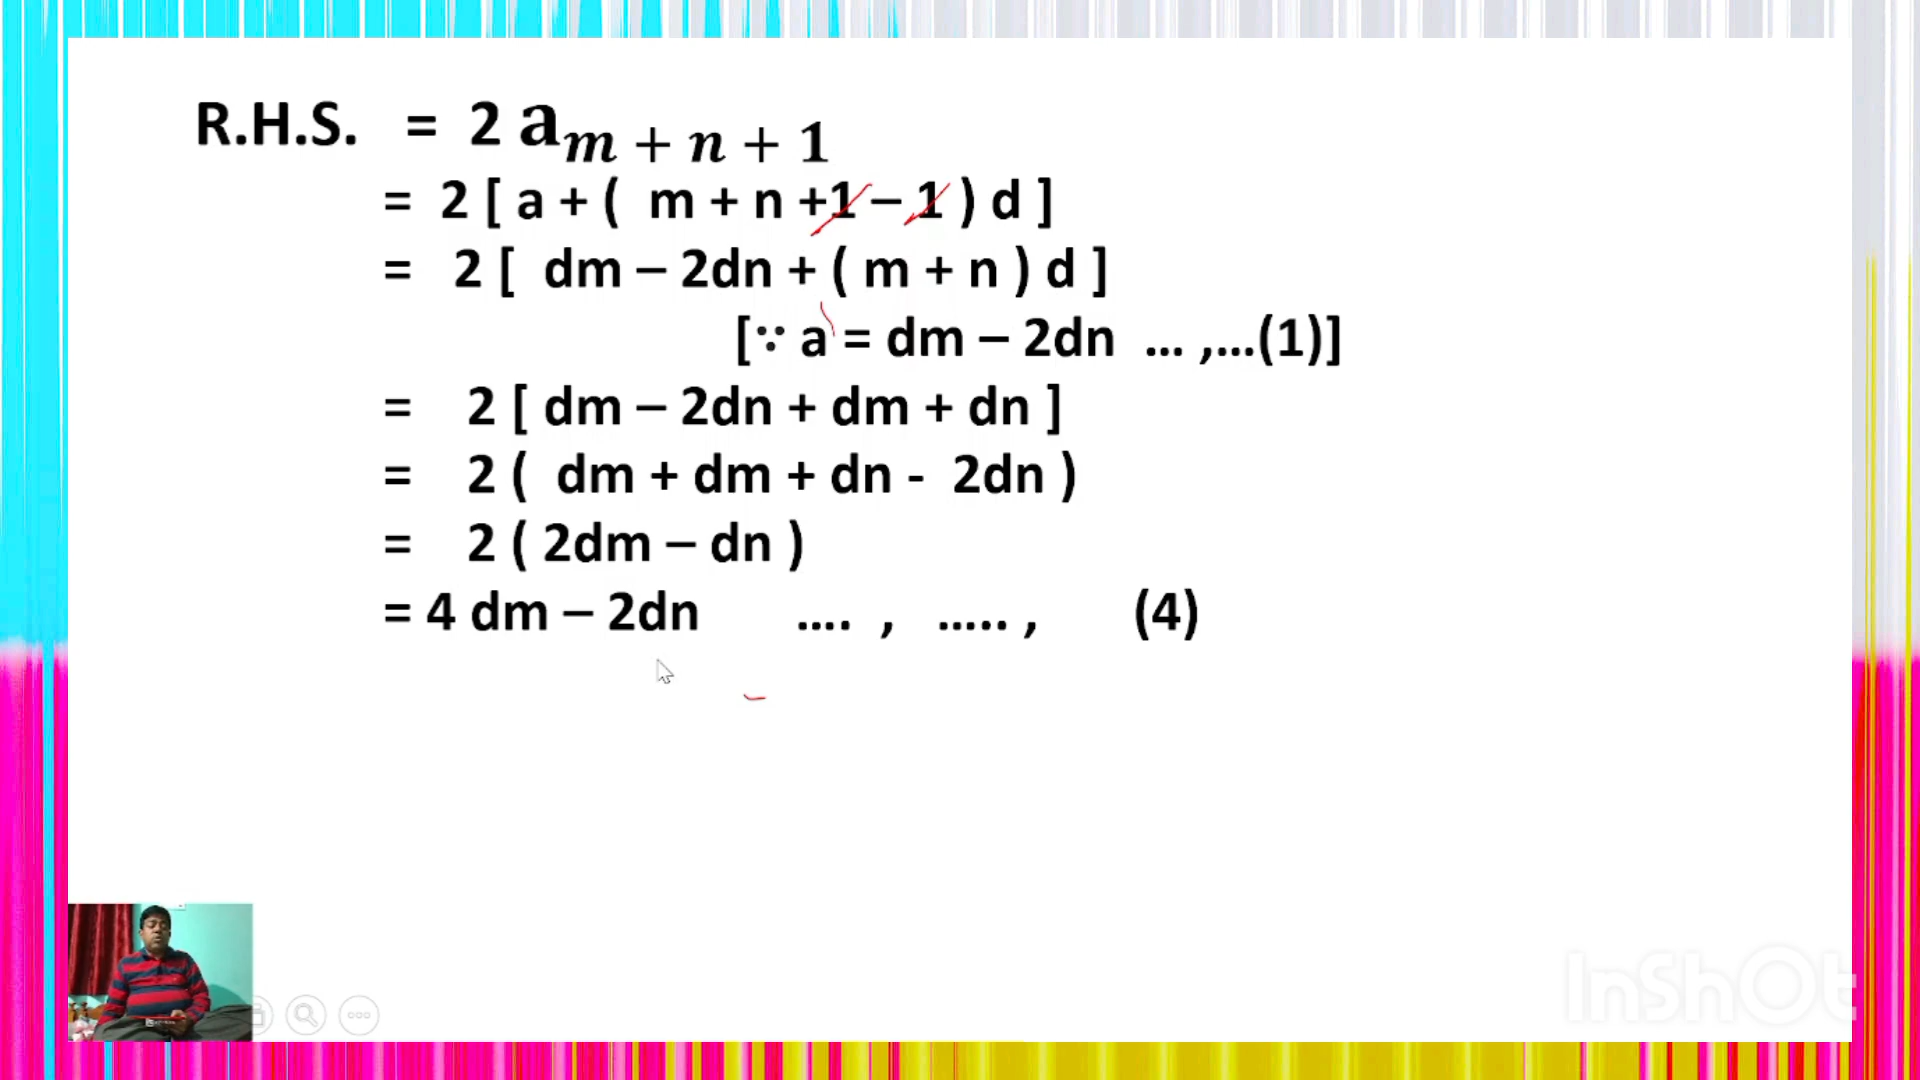 R.H.S. = 2 a m + n + 1
= 2 [ a + ( m + n +1 – 1 ) d ]
= 2 [ dm – 2dn + ( m + n ) d ]
[∵ a = dm – 2dn ... ,...(1)]
= 2 [ dm – 2dn + dm + dn ]
= 2 ( dm + dm + dn - 2dn )
= 2 ( 2dm – dn )
= 4 dm – 2dn .... , ..... , (4)
InShOt